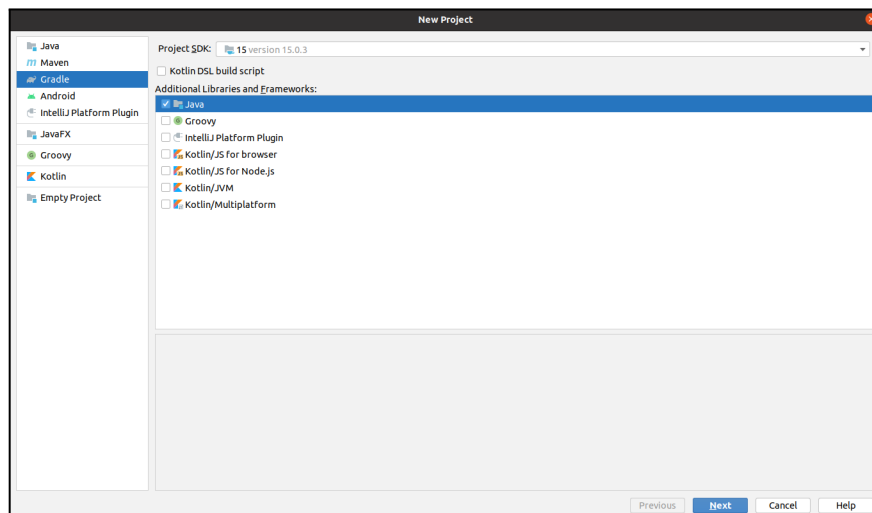 New Project
Java
Maven
Gradle
Android
IntelliJ Platform Plugin
JavaFX
Groovy
Kotlin
Empty Project
Project SDK: 15 version 15.0.3
Kotlin DSL build script
Additional Libraries and Frameworks:
Java
Groovy
IntelliJ Platform Plugin
Kotlin/JS for browser
Kotlin/JS for Node.js
Kotlin/JVM
Kotlin/Multiplatform
Previous Next Cancel Help